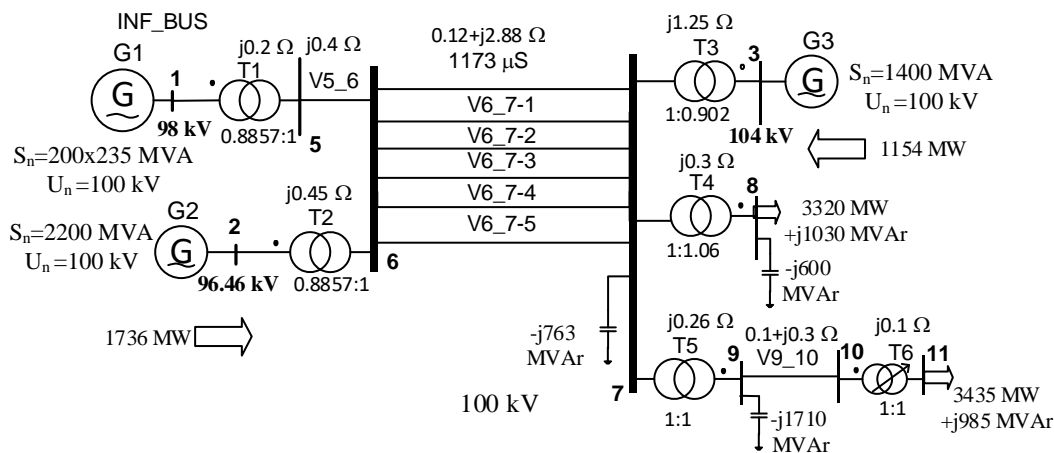 INF_BUS
G1
G
1
98 kV
S_n=200x235 MVA
U_n=100 kV
j0.2 Ω
T1
0.8857:1
j0.4 Ω
V5_6
5
S_n=2200 MVA
U_n=100 kV
G2
G
2
96.46 kV
1736 MW
j0.45 Ω
T2
0.8857:1
6
0.12+j2.88 Ω
1173 μS
V6_7-1
V6_7-2
V6_7-3
V6_7-4
V6_7-5
j1.25 Ω
T3
1:0.902
3
104 kV
G3
G
S_n=1400 MVA
U_n=100 kV
1154 MW
j0.3 Ω
T4
1:1.06
8
3320 MW
+j1030 MVAr
-j600
MVAr
-j763
MVAr
7
100 kV
j0.26 Ω
T5
1:1
9
0.1+j0.3 Ω
V9_10
-j1710
MVAr
10
j0.1 Ω
T6
1:1
11
3435 MW
+j985 MVAr